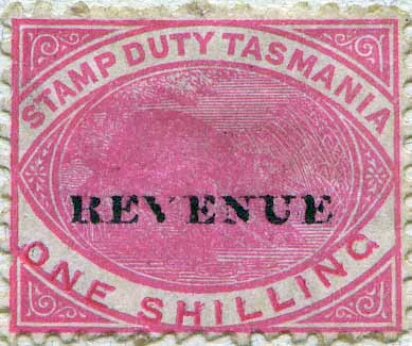 STAMP DUTY TASMANIA
REVENUE
ONE SHILLING